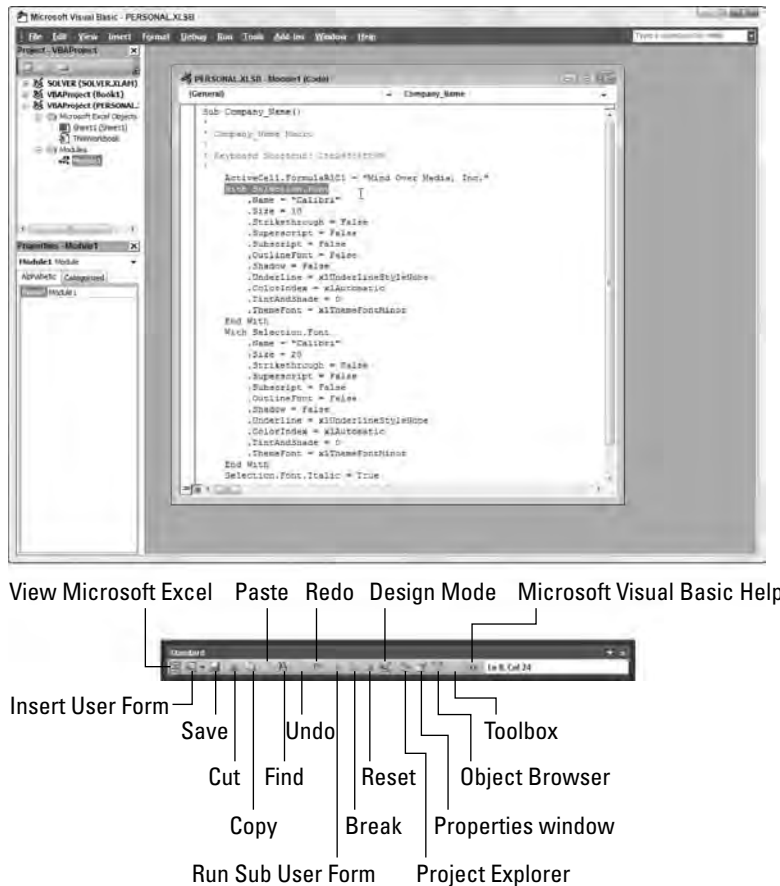 Microsoft Visual Basic - PERSONAL.XLSB
File Edit View Insert Format Debug Run Tools Add-Ins Window Help
Project - VBAProject
SOLVER (SOLVER.XLAM)
VBAProject (Book1)
VBAProject (PERSONAL.
Microsoft Excel Objects
Sheet1 (Sheet1)
ThisWorkbook
Modules
Module1
Properties - Module1
Module1 Module
Alphabetic Categorized
Module1
PERSONAL.XLSB - Module1 (Code)
(General)
Company_Name
Sub Company_Name()
'
' Company_Name Macro
'
' Keyboard Shortcut:
'
ActiveCell.FormulaR1C1 = "Mind Over Media, Inc."
With Selection.Font
.Name = "Calibri"
.Size = 10
.Strikethrough = False
.Superscript = False
.Subscript = False
.OutlineFont = False
.Shadow = False
.Underline = xlUnderlineStyleNone
.ColorIndex = xlAutomatic
.TintAndShade = 0
.ThemeFont = xlThemeFontMinor
End With
With Selection.Font
.Name = "Calibri"
.Size = 20
.Strikethrough = False
.Superscript = False
.Subscript = False
.OutlineFont = False
.Shadow = False
.Underline = xlUnderlineStyleNone
.ColorIndex = xlAutomatic
.TintAndShade = 0
.ThemeFont = xlThemeFontMinor
End With
Selection.Font.Italic = True
View Microsoft Excel Paste Redo Design Mode Microsoft Visual Basic Help
Standard
Ln 8, Col 24
Insert User Form
Save Undo Toolbox
Cut Find Reset Object Browser
Copy Break Properties window
Run Sub User Form Project Explorer